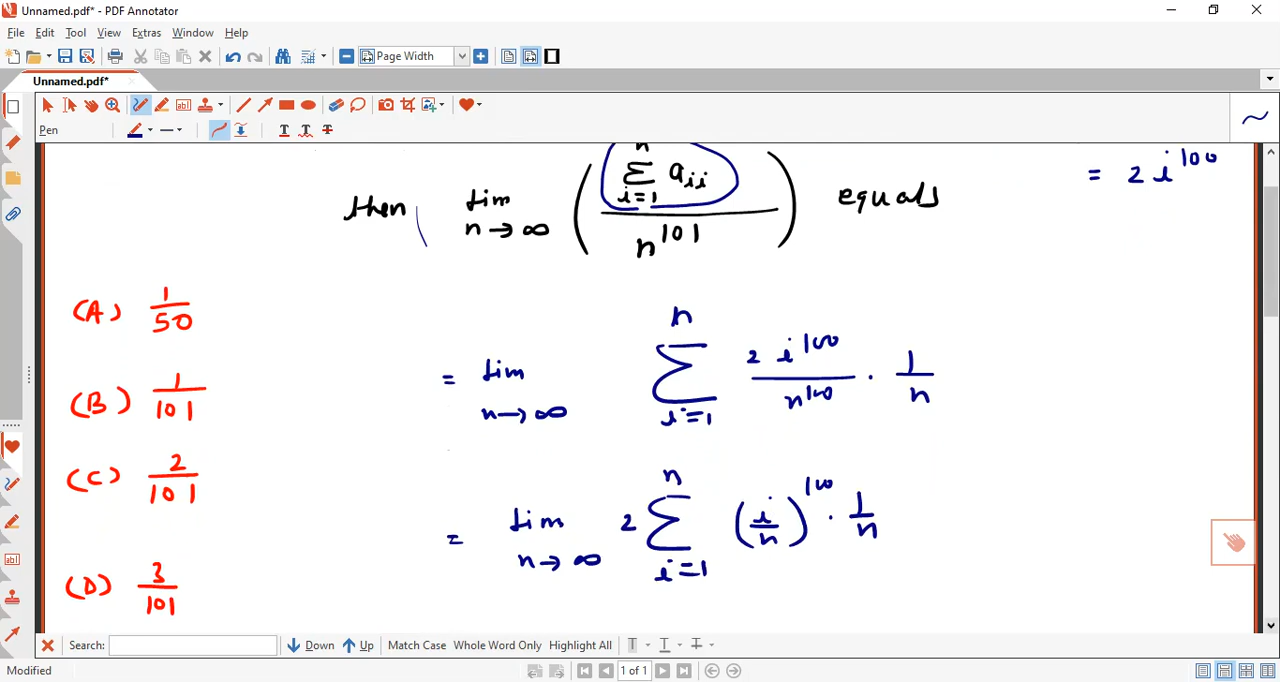 Unnamed.pdf* - PDF Annotator
File Edit Tool View Extras Window Help
Page Width
Unnamed.pdf*
Pen
then lim n→∞ ( n Σ i=1 a_ii / n^101 ) equals
= 2 i^100
(A) 1/50
= lim n→∞ n Σ i=1 2 i^100 / n^100 · 1/n
(B) 1/101
(C) 2/101
= lim n→∞ 2 n Σ i=1 (i/n)^100 · 1/n
(D) 3/101
Search: Down Up Match Case Whole Word Only Highlight All
Modified 1 of 1